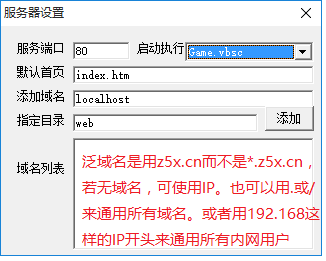 服务器设置
服务端口 80 启动执行 Game.vbsc
默认首页 index.htm
添加域名 localhost
指定目录 web 添加
域名列表
泛域名是用z5x.cn而不是*.z5x.cn，
若无域名，可使用IP。也可以用.或/
来通用所有域名。或者用192.168这
样的IP开头来通用所有内网用户